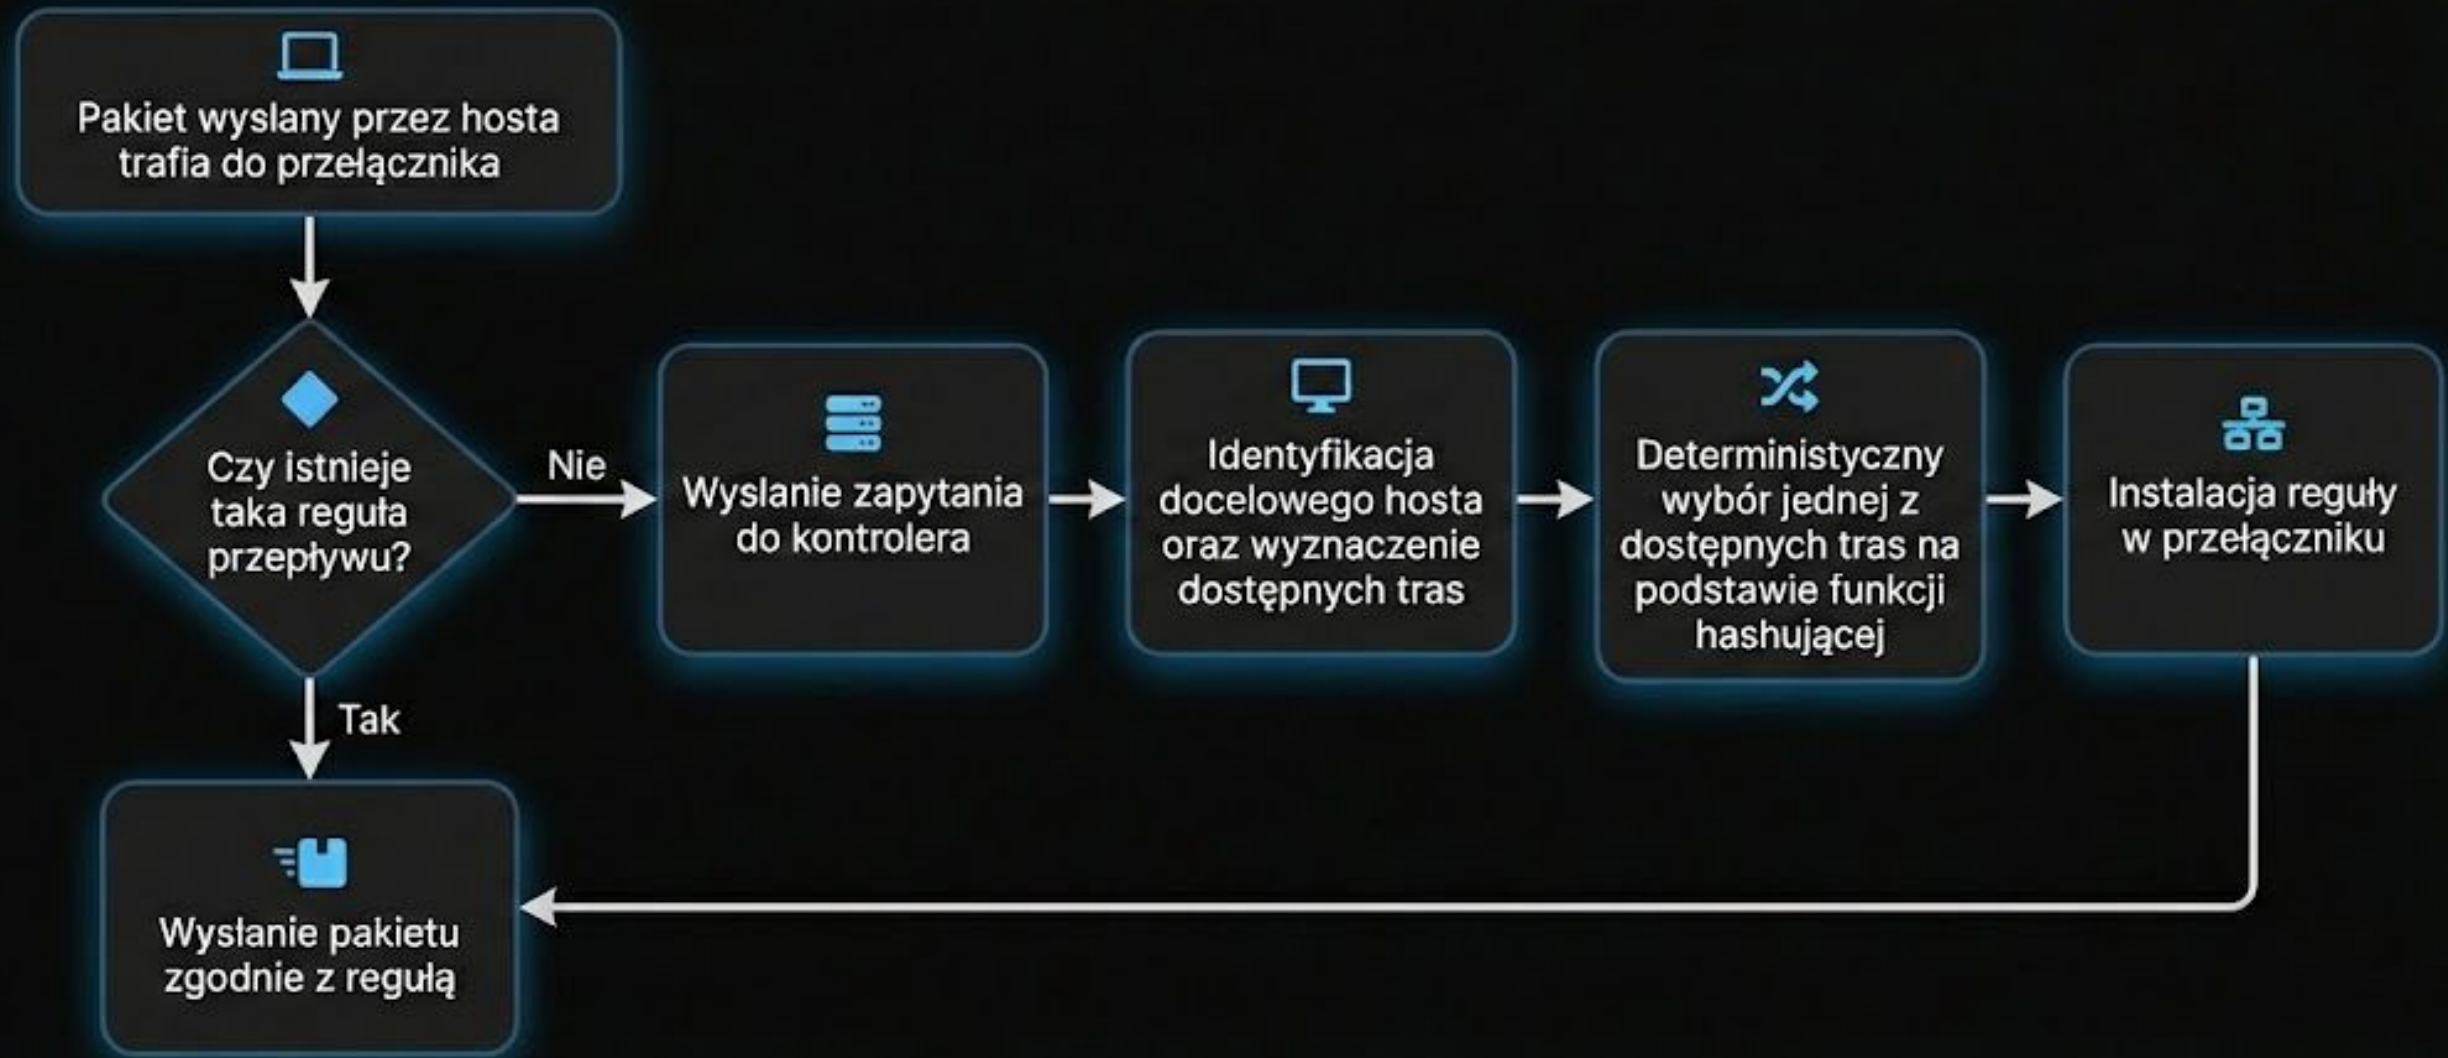 Pakiet wyslany przez hosta
trafia do przełącznika
Czy istnieje
taka reguła
przepływu?
Nie
Wyslanie zapytania
do kontrolera
Identyfikacja
docelowego hosta
oraz wyznaczenie
dostępnych tras
Deterministyczny
wybór jednej z
dostępnych tras na
podstawie funkcji
hashującej
Instalacja reguły
w przełączniku
Tak
Wysłanie pakietu
zgodnie z regułą